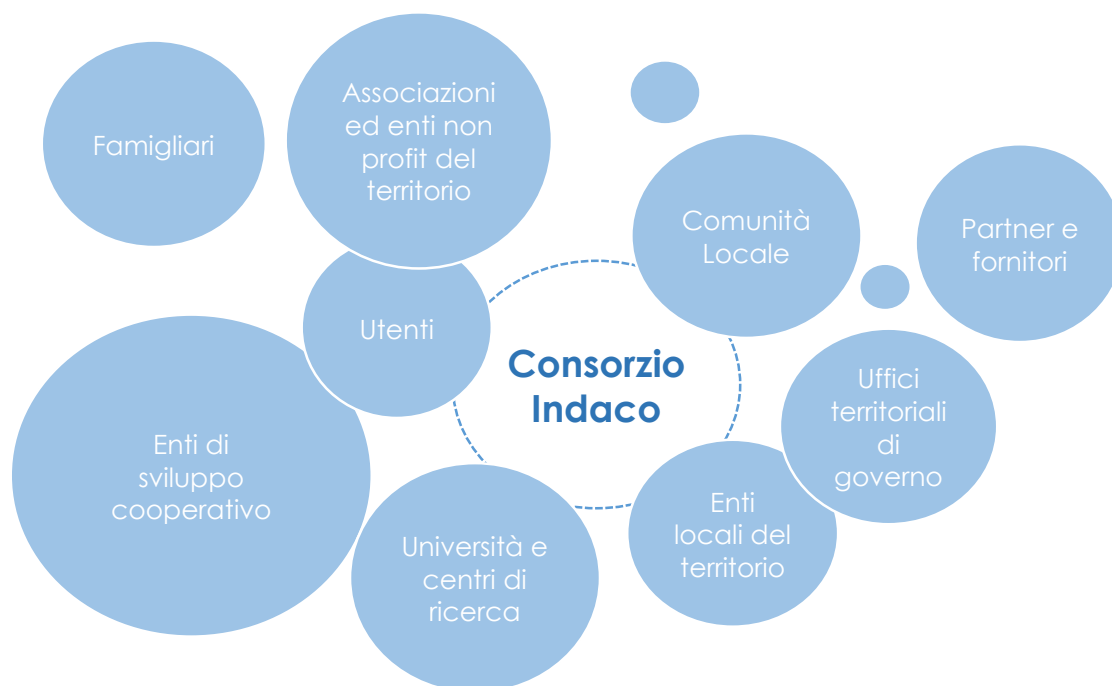 Famigliari
Associazioni
ed enti non
profit del
territorio
Comunità
Locale
Partner e
fornitori
Utenti
Consorzio
Indaco
Uffici
territoriali
di
governo
Enti di
sviluppo
cooperativo
Università e
centri di
ricerca
Enti
locali del
territorio